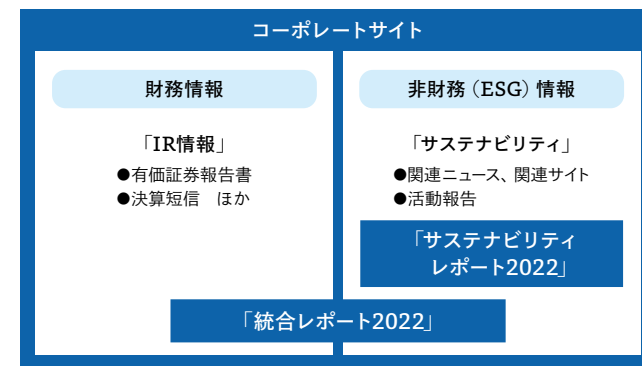 コーポレートサイト
財務情報
「IR情報」
●有価証券報告書
●決算短信　ほか
非財務（ESG）情報
「サステナビリティ」
●関連ニュース、関連サイト
●活動報告
「サステナビリティ
レポート2022」
「統合レポート2022」